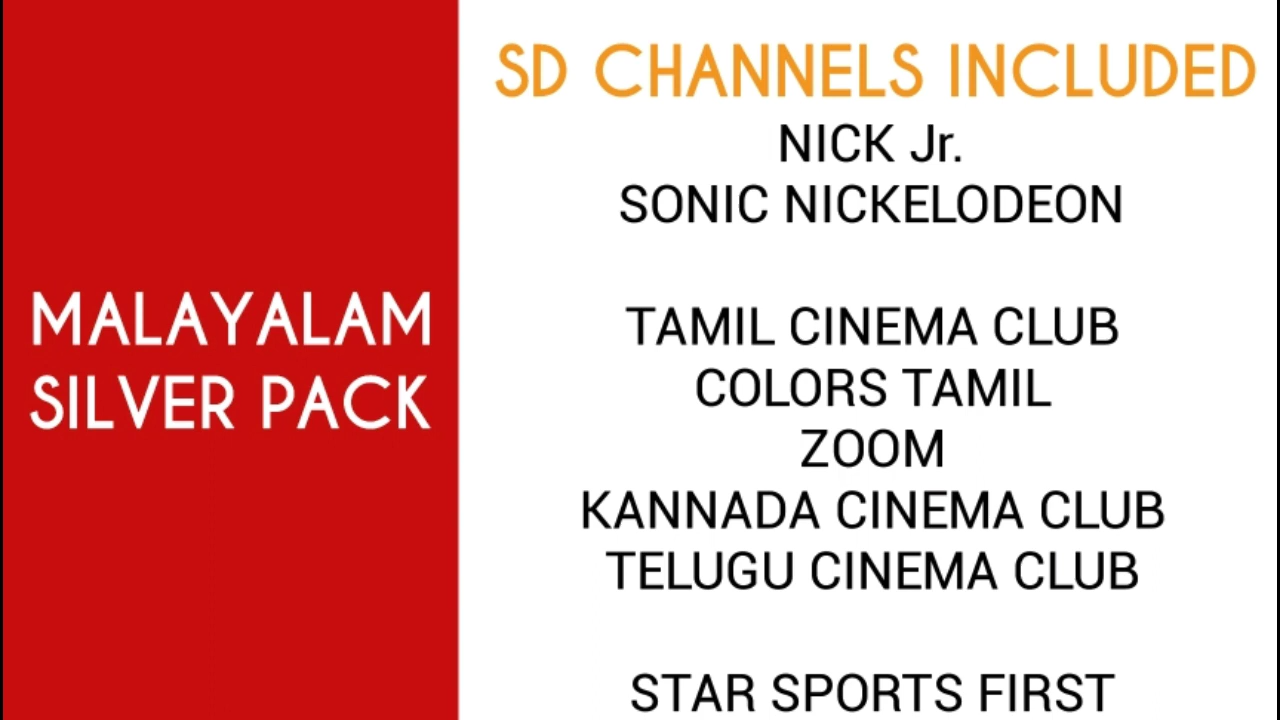 MALAYALAM
SILVER PACK
SD CHANNELS INCLUDED
NICK Jr.
SONIC NICKELODEON
TAMIL CINEMA CLUB
COLORS TAMIL
ZOOM
KANNADA CINEMA CLUB
TELUGU CINEMA CLUB
STAR SPORTS FIRST